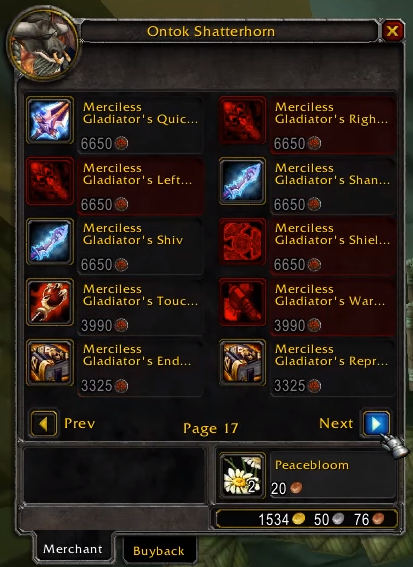 Ontok Shatterhorn
Merciless
Gladiator's Quic...
6650
Merciless
Gladiator's Righ...
6650
Merciless
Gladiator's Left...
6650
Merciless
Gladiator's Shan...
6650
Merciless
Gladiator's Shiv
6650
Merciless
Gladiator's Shiel...
6650
Merciless
Gladiator's Touc...
3990
Merciless
Gladiator's War...
3990
Merciless
Gladiator's End...
3325
Merciless
Gladiator's Repr...
3325
Prev
Page 17
Next
2
Peacebloom
20
1534 50 76
Merchant
Buyback